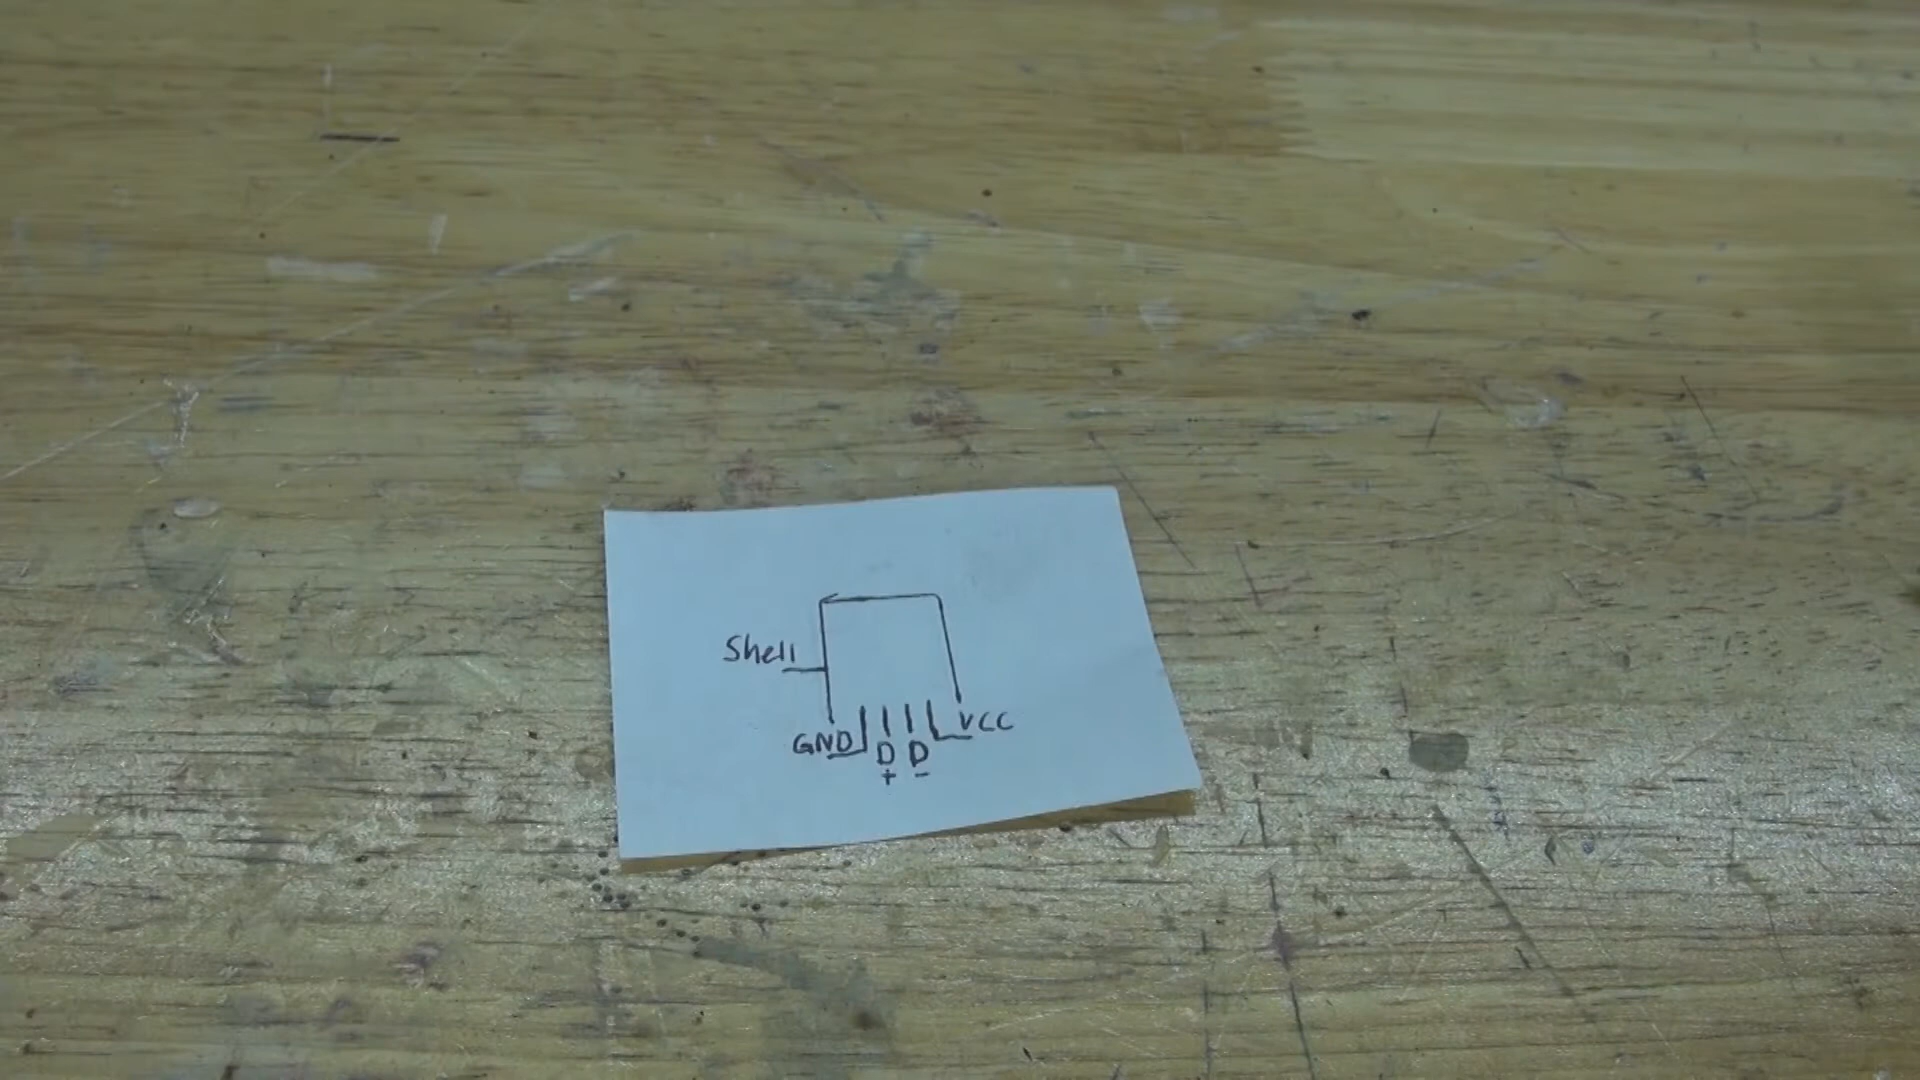 Shell
GND D D VCC
+ -